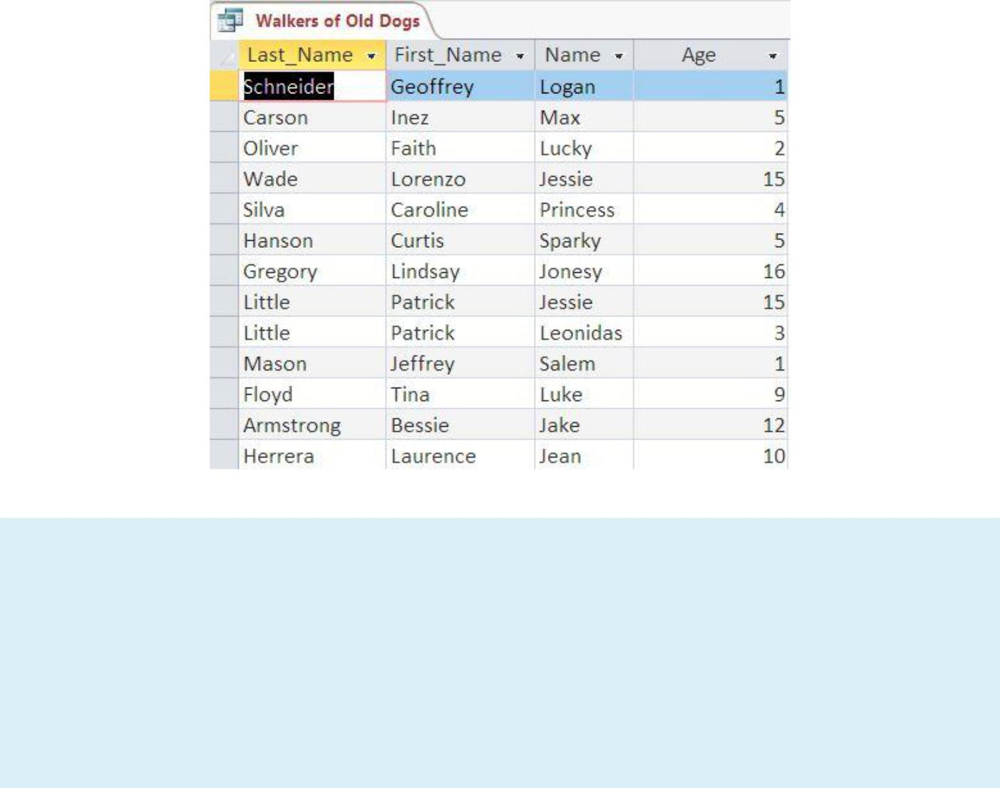 Walkers of Old Dogs
Last_Name First_Name Name Age
Schneider Geoffrey Logan 1
Carson Inez Max 5
Oliver Faith Lucky 2
Wade Lorenzo Jessie 15
Silva Caroline Princess 4
Hanson Curtis Sparky 5
Gregory Lindsay Jonesy 16
Little Patrick Jessie 15
Little Patrick Leonidas 3
Mason Jeffrey Salem 1
Floyd Tina Luke 9
Armstrong Bessie Jake 12
Herrera Laurence Jean 10